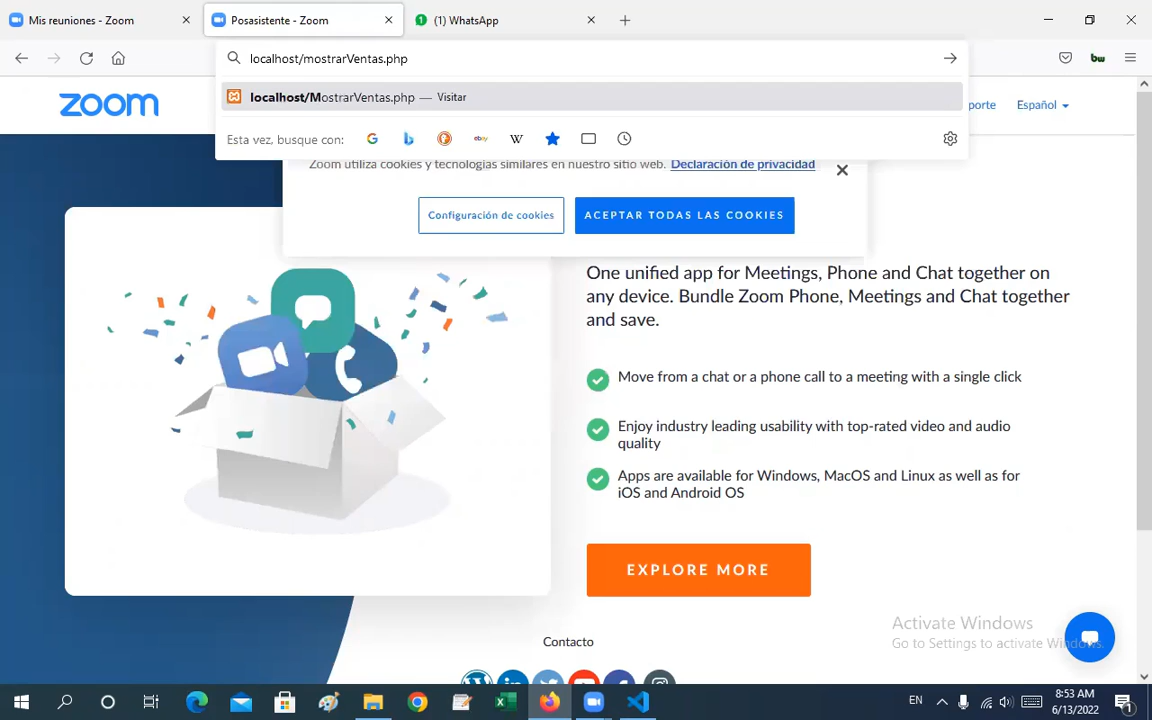 Mis reuniones - Zoom
Posasistente - Zoom
(1) WhatsApp
localhost/mostrarVentas.php
localhost/MostrarVentas.php — Visitar
Esta vez, busque con:
ebay
W
bw
zoom
porte
Español
Zoom utiliza cookies y tecnologías similares en nuestro sitio web. Declaración de privacidad
Configuración de cookies
ACEPTAR TODAS LAS COOKIES
One unified app for Meetings, Phone and Chat together on
any device. Bundle Zoom Phone, Meetings and Chat together
and save.
Move from a chat or a phone call to a meeting with a single click
Enjoy industry leading usability with top-rated video and audio
quality
Apps are available for Windows, MacOS and Linux as well as for
iOS and Android OS
EXPLORE MORE
Contacto
Activate Windows
Go to Settings to activate Windows.
EN
8:53 AM
6/13/2022
1